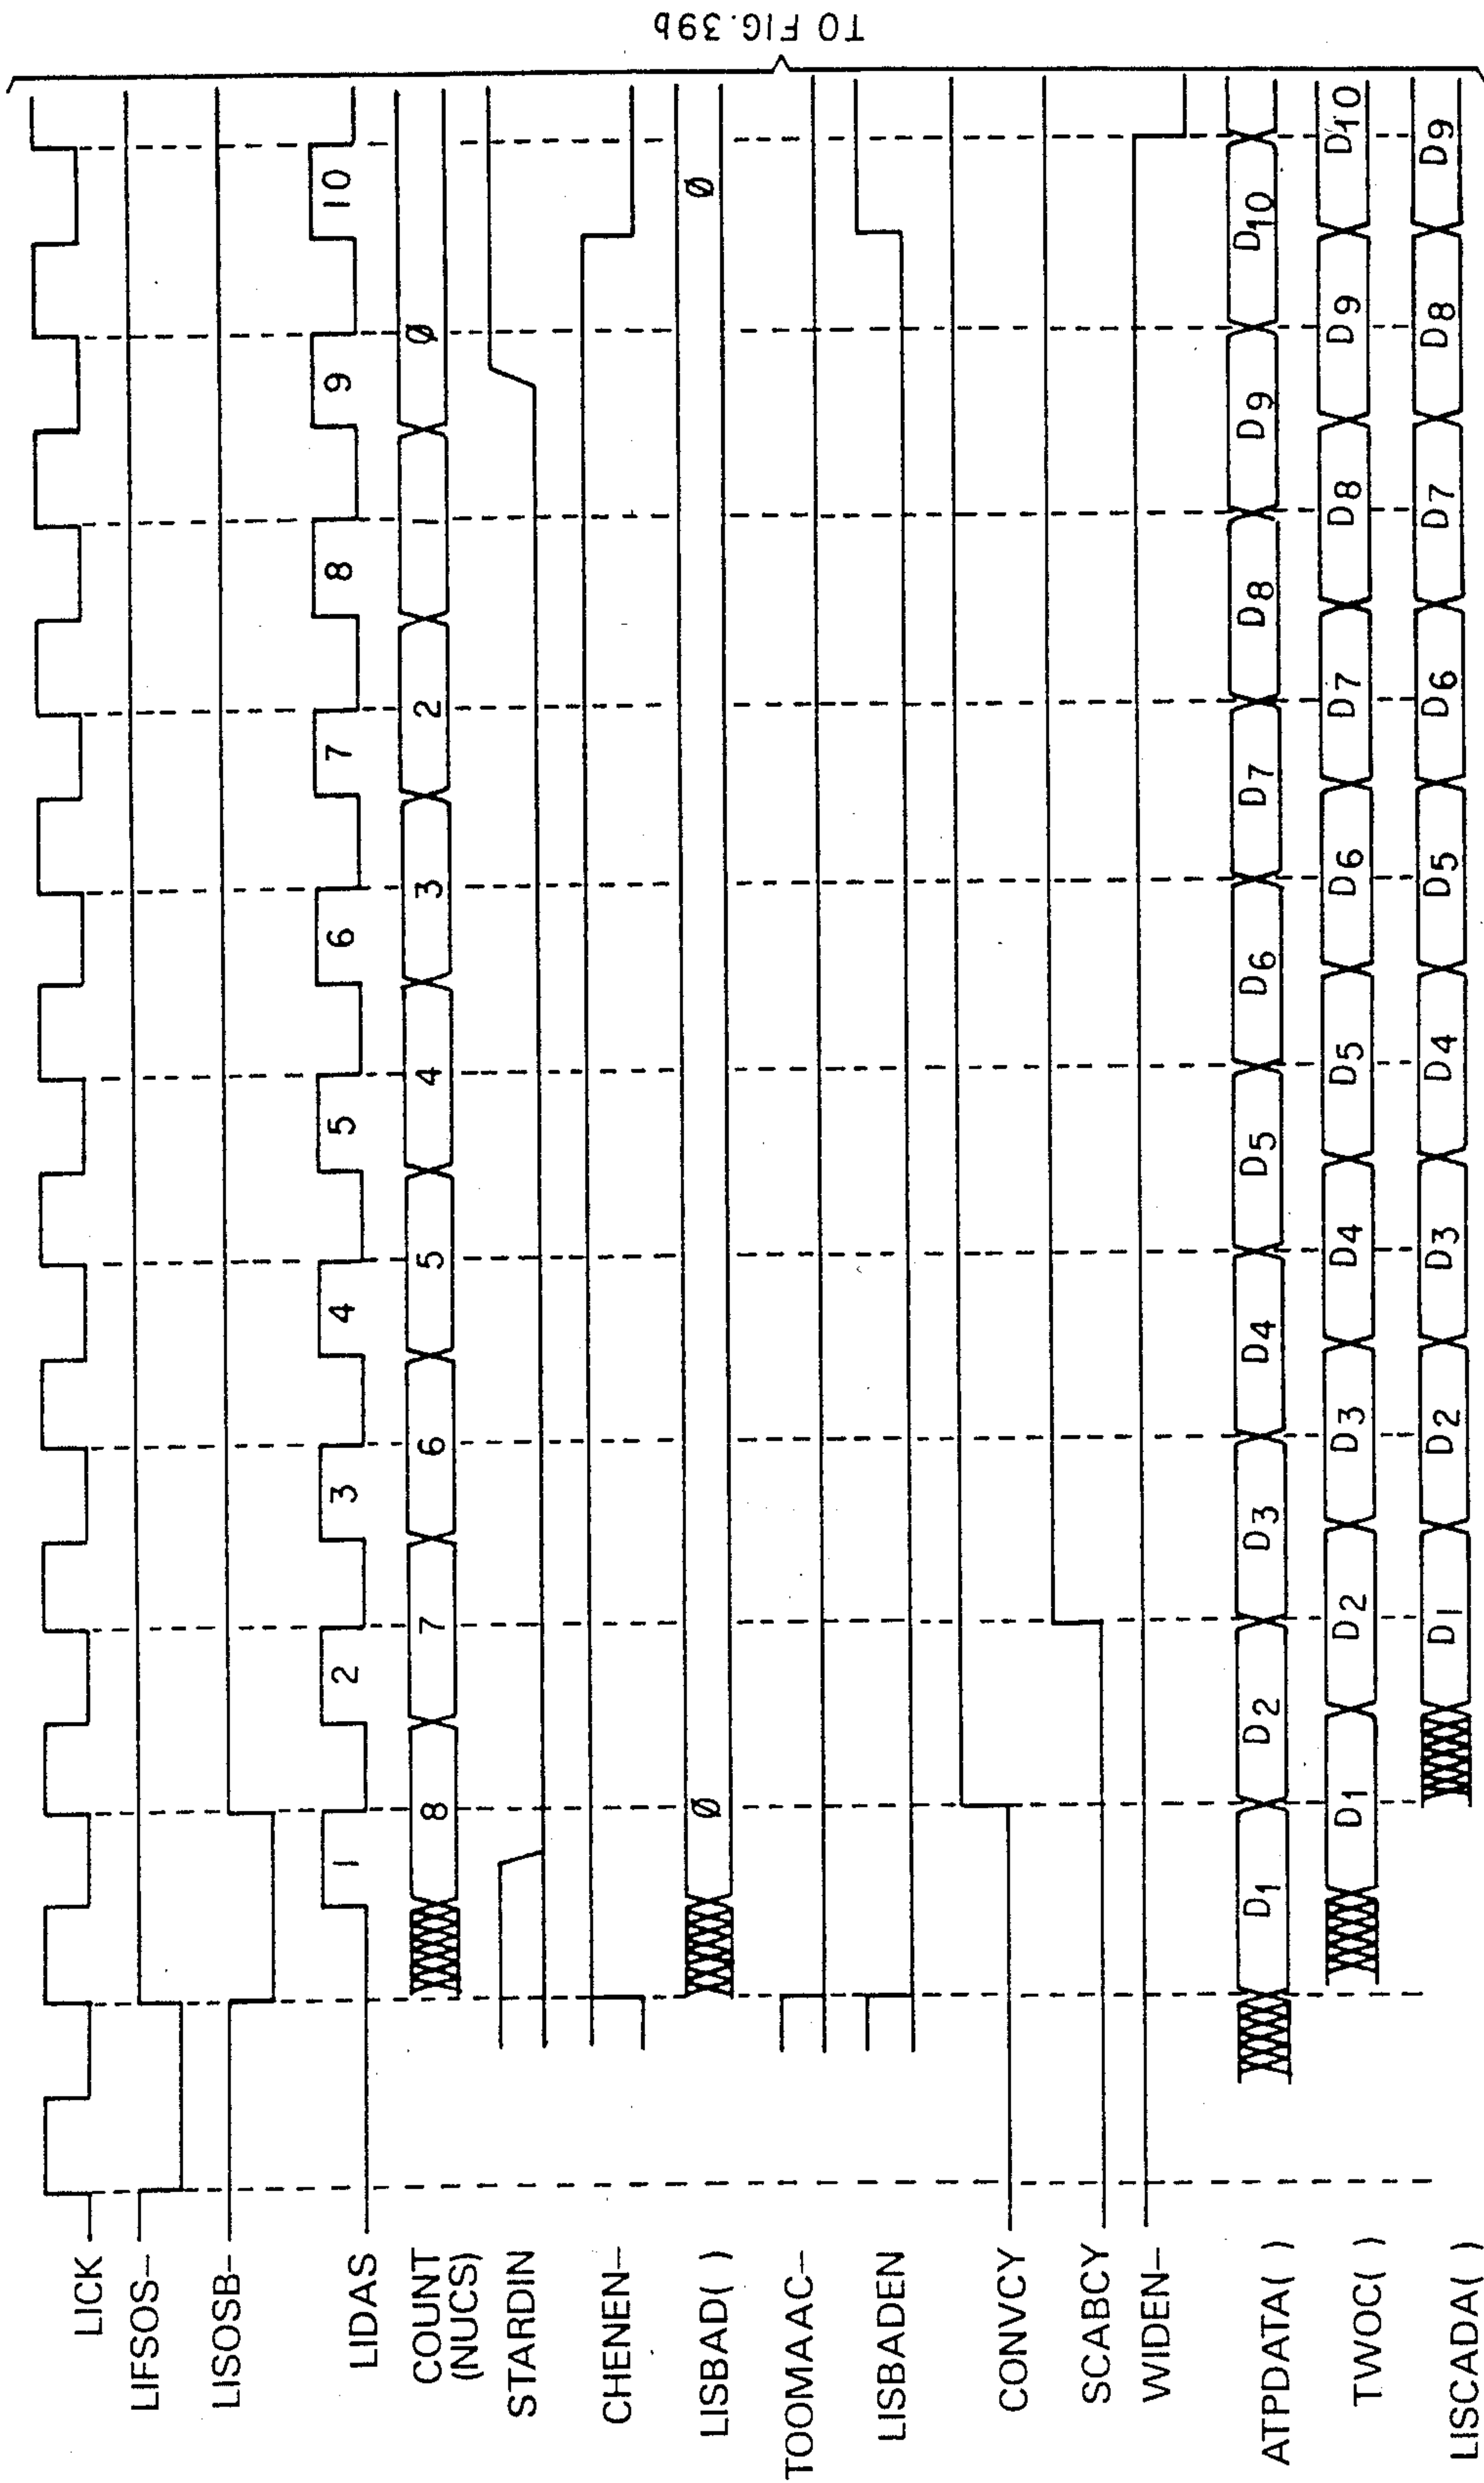 TO FIG.39b
LICK
LIFSOS–
LISOSB–
LIDAS 1 2 3 4 5 6 7 8 9 10
COUNT (NUCS) 8 7 6 5 4 3 2 1 Ø
STARDIN
CHENEN–
LISBAD( ) Ø Ø
TOOMAAC–
LISBADEN
CONVCY
SCABCY
WIDEN–
ATPDATA( ) D1 D2 D3 D4 D5 D6 D7 D8 D9 D10
TWOC( ) D1 D2 D3 D4 D5 D6 D7 D8 D9 D10
LISCADA( ) D1 D2 D3 D4 D5 D6 D7 D8 D9